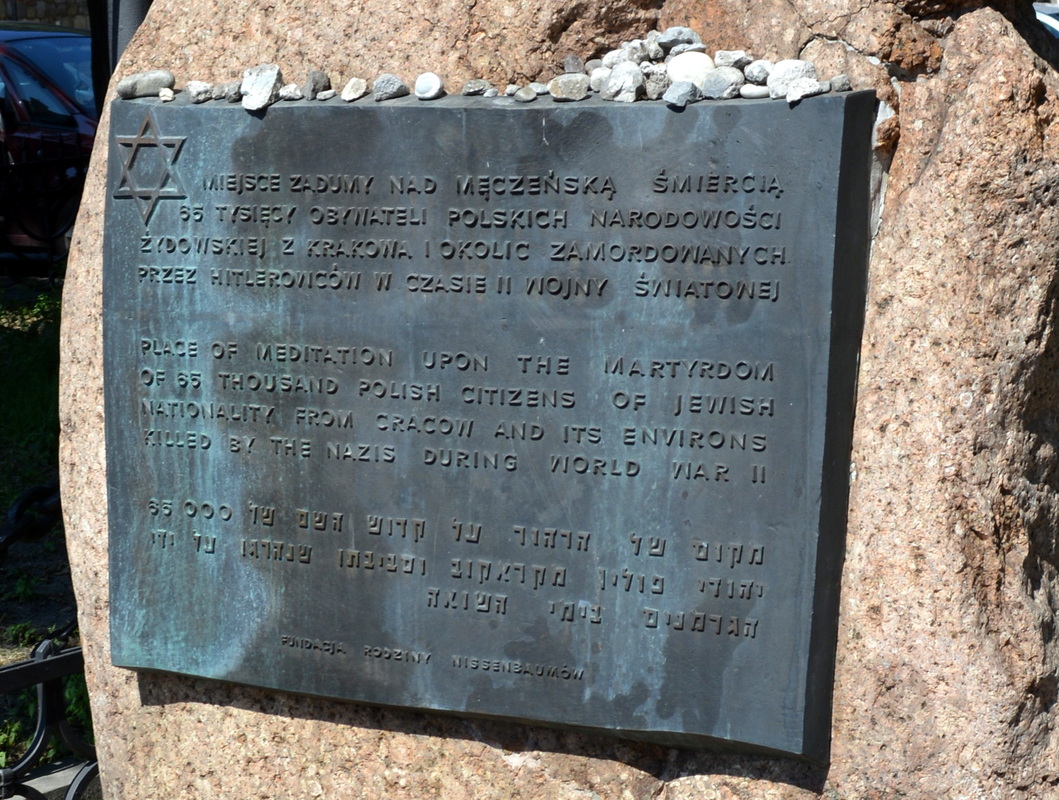 MIEJSCE ZADUMY NAD MĘCZEŃSKĄ ŚMIERCIĄ
65 TYSIĘCY OBYWATELI POLSKICH NARODOWOŚCI
ŻYDOWSKIEJ Z KRAKOWA I OKOLIC ZAMORDOWANYCH
PRZEZ HITLEROWCÓW W CZASIE II WOJNY ŚWIATOWEJ
PLACE OF MEDITATION UPON THE MARTYRDOM
OF 65 THOUSAND POLISH CITIZENS OF JEWISH
NATIONALITY FROM CRACOW AND ITS ENVIRONS
KILLED BY THE NAZIS DURING WORLD WAR II
מקום של הרהור על קדוש השם של 65 000
יהודי פולין מקראקוב וסביבתו שנהרגו על ידי
הגרמנים בימי השואה
FUNDACJA RODZINY NISSENBAUMÓW